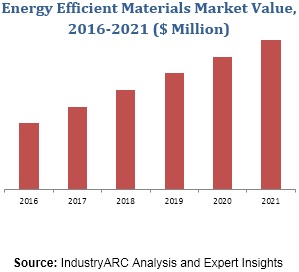 Energy Efficient Materials Market Value,
2016-2021 ($ Million)
2016 2017 2018 2019 2020 2021
Source: IndustryARC Analysis and Expert Insights